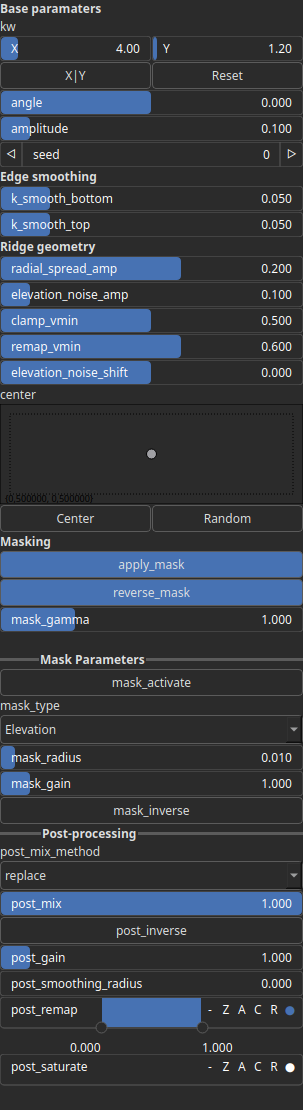 Base paramaters
kw
X 4.00 Y 1.20
X|Y Reset
angle 0.000
amplitude 0.100
seed 0
Edge smoothing
k_smooth_bottom 0.050
k_smooth_top 0.050
Ridge geometry
radial_spread_amp 0.200
elevation_noise_amp 0.100
clamp_vmin 0.500
remap_vmin 0.600
elevation_noise_shift 0.000
center
(0.500000, 0.500000)
Center Random
Masking
apply_mask
reverse_mask
mask_gamma 1.000
Mask Parameters
mask_activate
mask_type
Elevation
mask_radius 0.010
mask_gain 1.000
mask_inverse
Post-processing
post_mix_method
replace
post_mix 1.000
post_inverse
post_gain 1.000
post_smoothing_radius 0.000
post_remap - Z A C R
0.000 1.000
post_saturate - Z A C R